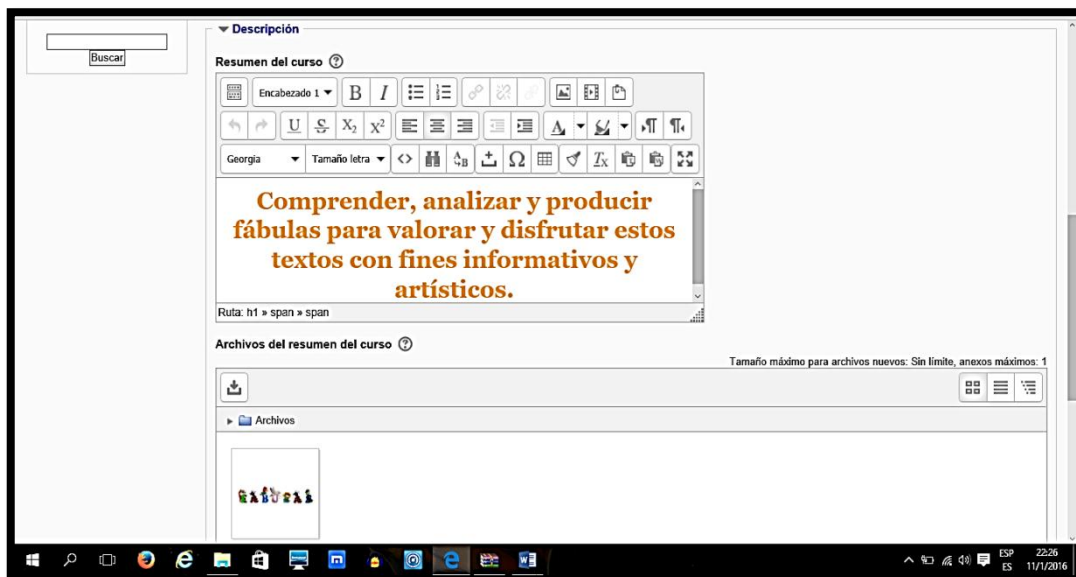 Descripción
Buscar
Resumen del curso
Encabezado 1
B I
U S X₂ X²
Georgia Tamaño letra
Comprender, analizar y producir
fábulas para valorar y disfrutar estos
textos con fines informativos y
artísticos.
Ruta: h1 » span » span
Archivos del resumen del curso
Tamaño máximo para archivos nuevos: Sin límite, anexos máximos: 1
Archivos
ESP 22:26
ES 11/1/2016